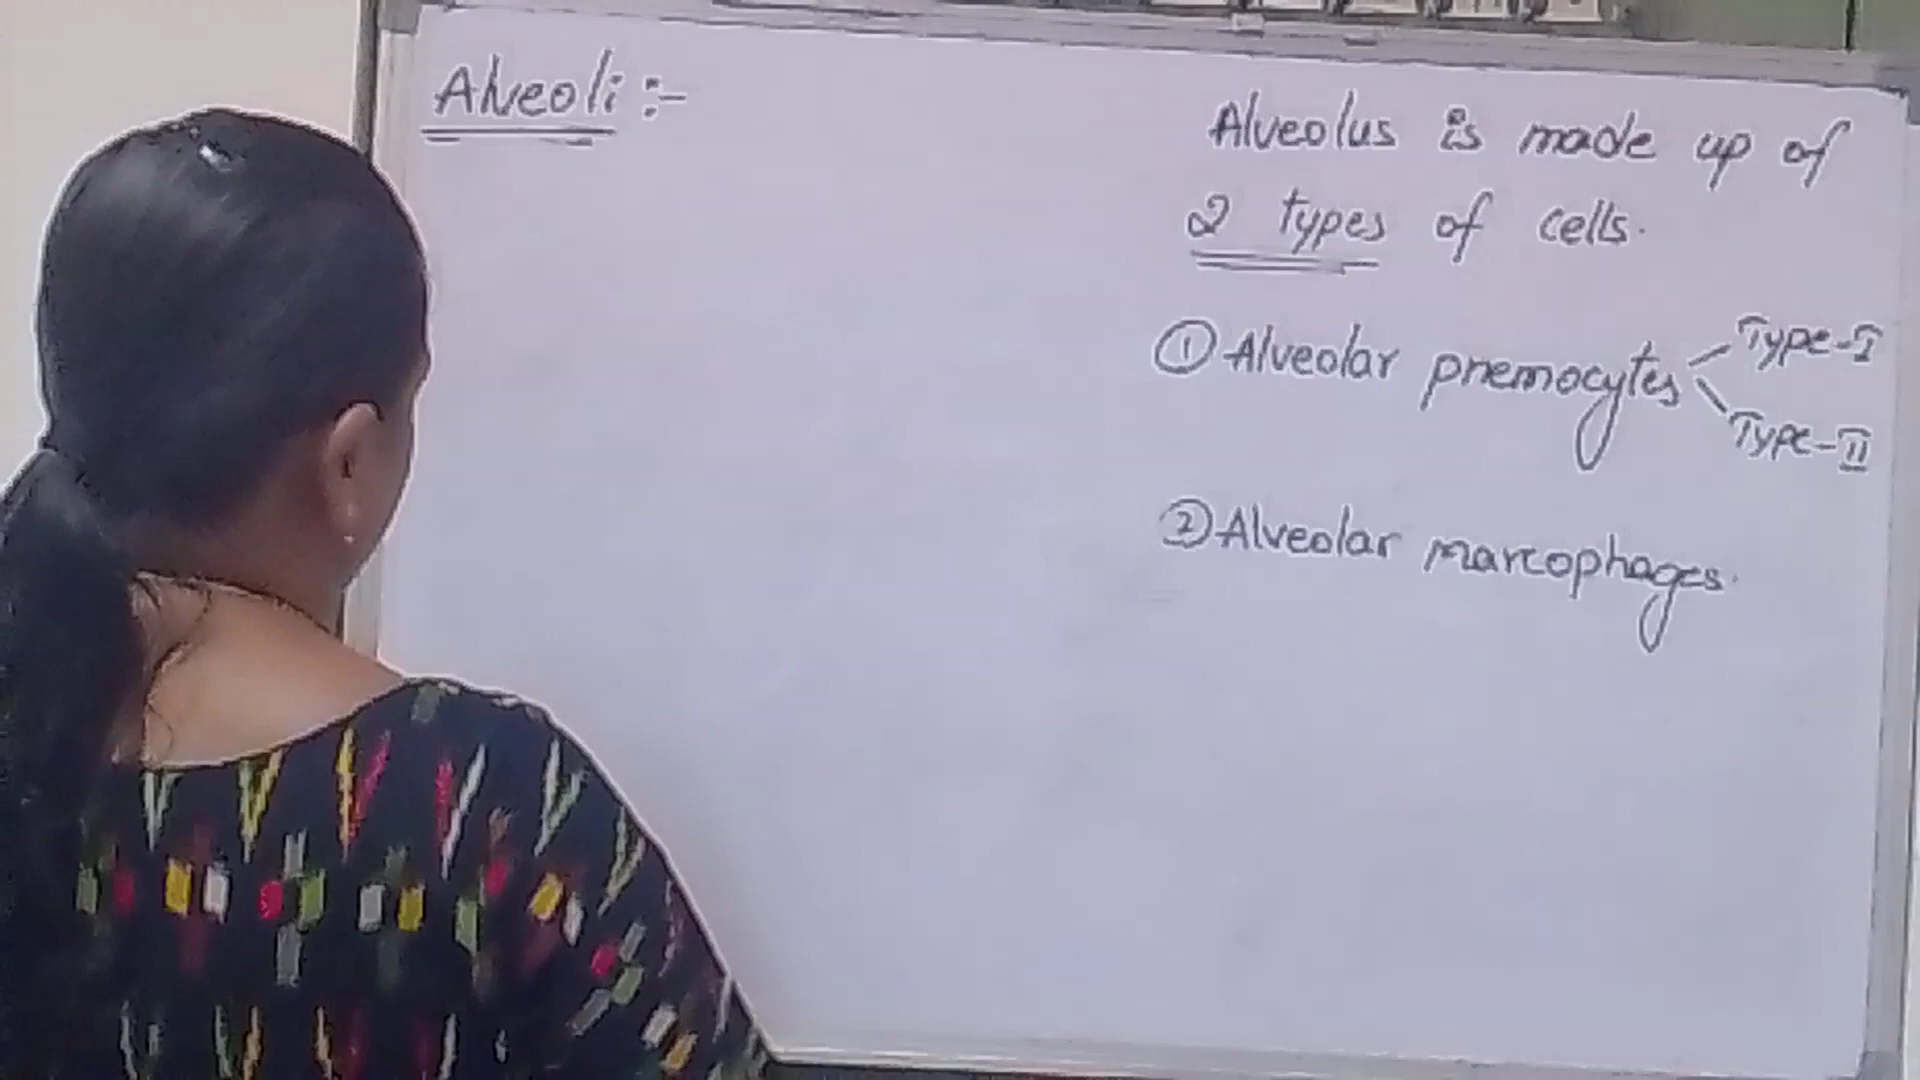 Alveoli :-
Alveolus is made up of
2 types of cells.
① Alveolar pnemocytes Type-I
Type-II
② Alveolar marcophages.